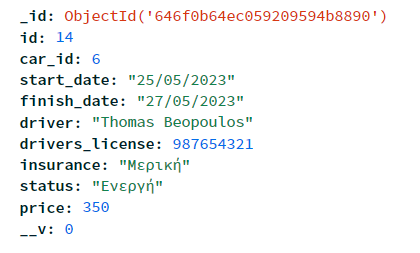 _id: ObjectId('646f0b64ec059209594b8890')
id: 14
car_id: 6
start_date: "25/05/2023"
finish_date: "27/05/2023"
driver: "Thomas Beopoulos"
drivers_license: 987654321
insurance: "Μερική"
status: "Ενεργή"
price: 350
__v: 0